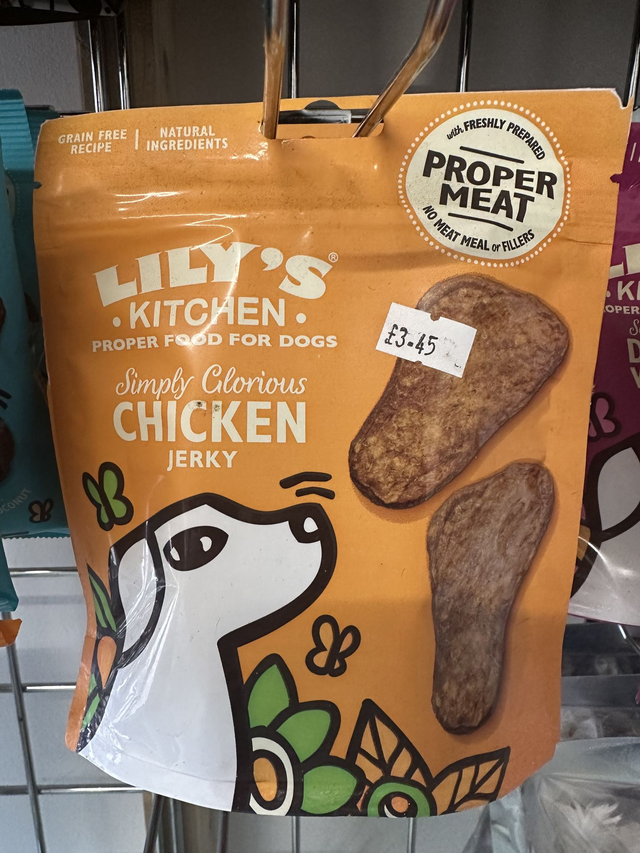 GRAIN FREE RECIPE
NATURAL INGREDIENTS
with FRESHLY PREPARED
PROPER
MEAT
NO MEAT MEAL or FILLERS
LILY'S®
• KITCHEN •
PROPER FOOD FOR DOGS
£3.45
Simply Glorious
CHICKEN
JERKY